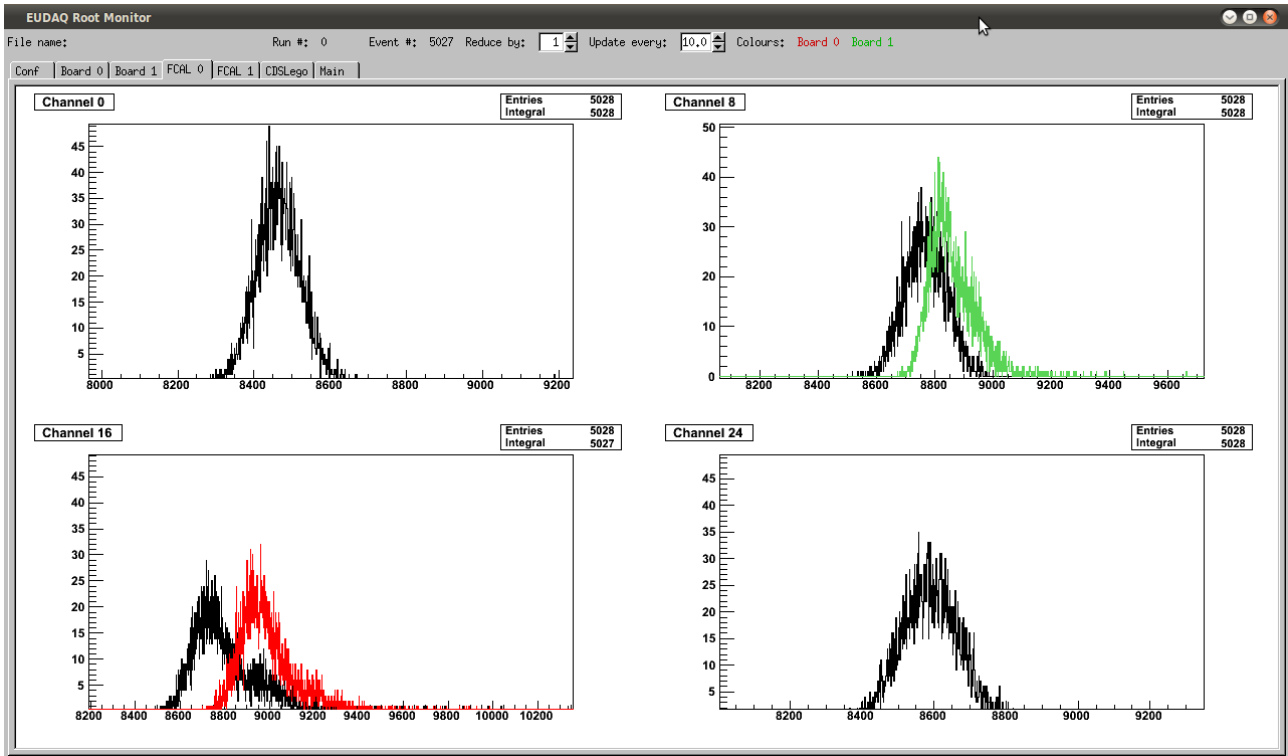 EUDAQ Root Monitor
File name: Run #: 0 Event #: 5027 Reduce by: 1 Update every: 10.0 Colours: Board 0 Board 1
Conf Board 0 Board 1 FCAL 0 FCAL 1 CDSLego Main
Channel 0
Entries 5028
Integral 5028
45
40
35
30
25
20
15
10
5
8000 8200 8400 8600 8800 9000 9200
Channel 8
Entries 5028
Integral 5028
50
40
30
20
10
0
8200 8400 8600 8800 9000 9200 9400 9600
Channel 16
Entries 5028
Integral 5027
45
40
35
30
25
20
15
10
5
8200 8400 8600 8800 9000 9200 9400 9600 9800 10000 10200
Channel 24
Entries 5028
Integral 5028
45
40
35
30
25
20
15
10
5
8200 8400 8600 8800 9000 9200